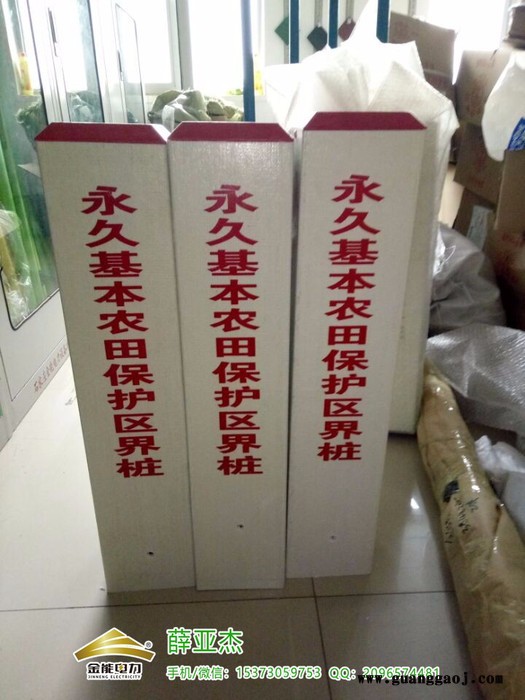 永久基本农田保护区界桩
永久基本农田保护区界桩
永久基本农田保护区界桩
金能电力
JINNENG ELECTRICITY
薛亚杰
手机/微信：15373059753 QQ：2096574481
www.guanggaoj.com